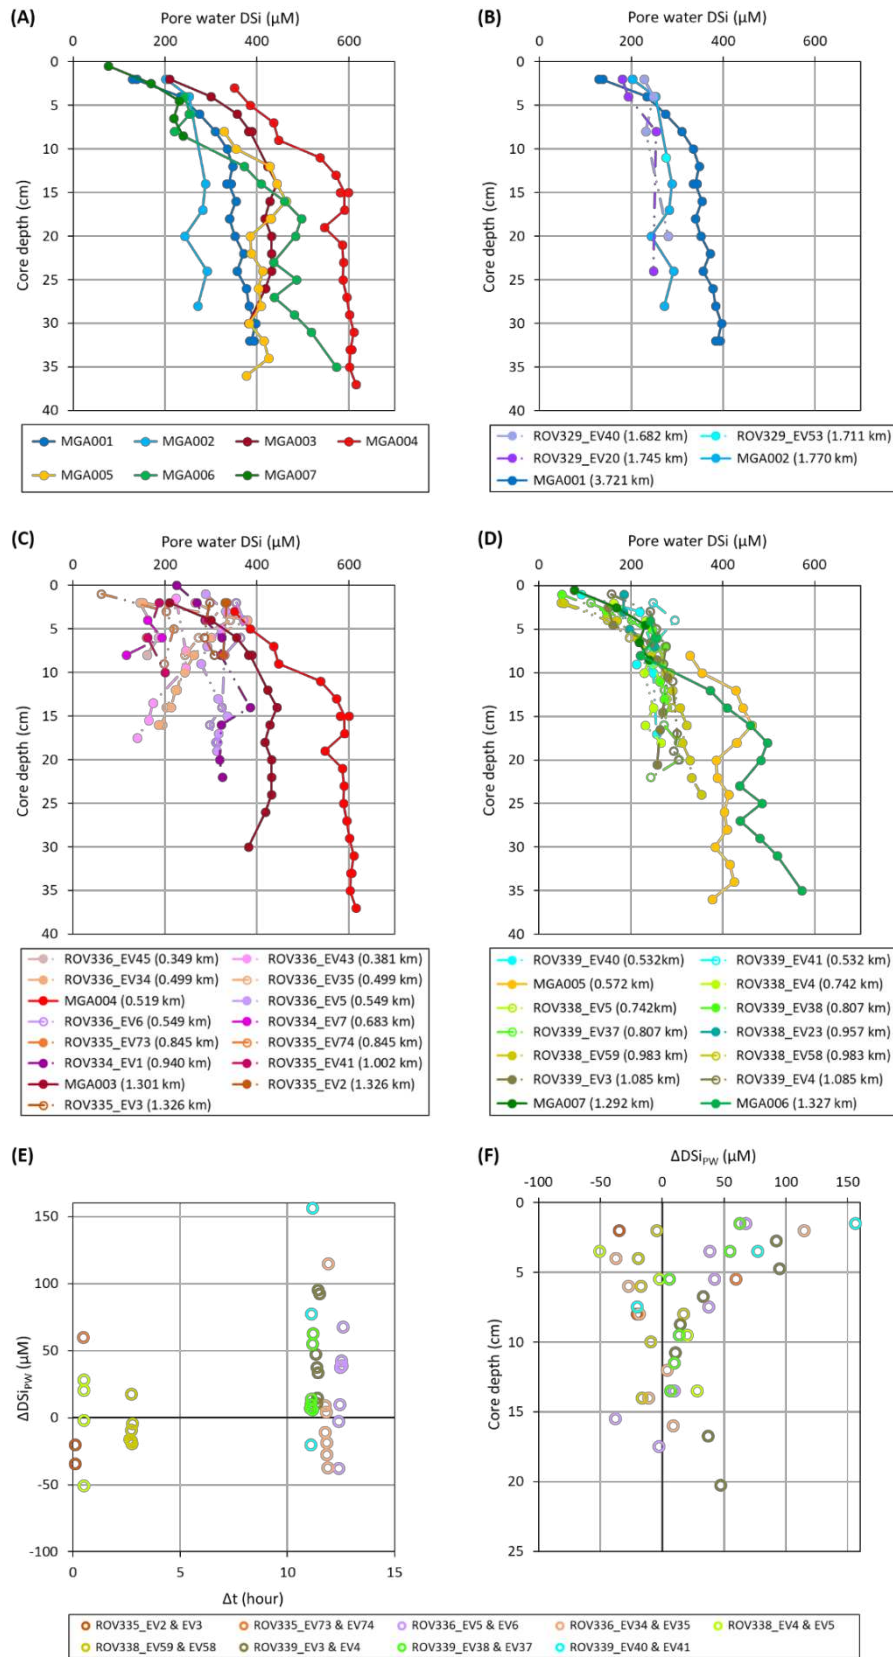 (A)
Pore water DSi (µM)
0 200 400 600
0
5
10
15
20
25
30
35
40
Core depth (cm)
MGA001 MGA002 MGA003 MGA004
MGA005 MGA006 MGA007
(B)
Pore water DSi (µM)
0 200 400 600
0
5
10
15
20
25
30
35
40
Core depth (cm)
ROV329_EV40 (1.682 km) ROV329_EV53 (1.711 km)
ROV329_EV20 (1.745 km) MGA002 (1.770 km)
MGA001 (3.721 km)
(C)
Pore water DSi (µM)
0 200 400 600
0
5
10
15
20
25
30
35
40
Core depth (cm)
ROV336_EV45 (0.349 km) ROV336_EV43 (0.381 km)
ROV336_EV34 (0.499 km) ROV336_EV35 (0.499 km)
MGA004 (0.519 km) ROV336_EV5 (0.549 km)
ROV336_EV6 (0.549 km) ROV334_EV7 (0.683 km)
ROV335_EV73 (0.845 km) ROV335_EV74 (0.845 km)
ROV334_EV1 (0.940 km) ROV335_EV41 (1.002 km)
MGA003 (1.301 km) ROV335_EV2 (1.326 km)
ROV335_EV3 (1.326 km)
(D)
Pore water DSi (µM)
0 200 400 600
0
5
10
15
20
25
30
35
40
Core depth (cm)
ROV339_EV40 (0.532km) ROV339_EV41 (0.532 km)
MGA005 (0.572 km) ROV338_EV4 (0.742 km)
ROV338_EV5 (0.742km) ROV339_EV38 (0.807 km)
ROV339_EV37 (0.807 km) ROV338_EV23 (0.957 km)
ROV338_EV59 (0.983 km) ROV338_EV58 (0.983 km)
ROV339_EV3 (1.085 km) ROV339_EV4 (1.085 km)
MGA007 (1.292 km) MGA006 (1.327 km)
(E)
150
100
50
0
-50
-100
ΔDSiPW (µM)
0 5 10 15
Δt (hour)
(F)
ΔDSiPW (µM)
-100 -50 0 50 100 150
0
5
10
15
20
25
Core depth (cm)
ROV335_EV2 & EV3 ROV335_EV73 & EV74 ROV336_EV5 & EV6 ROV336_EV34 & EV35 ROV338_EV4 & EV5
ROV338_EV59 & EV58 ROV339_EV3 & EV4 ROV339_EV38 & EV37 ROV339_EV40 & EV41